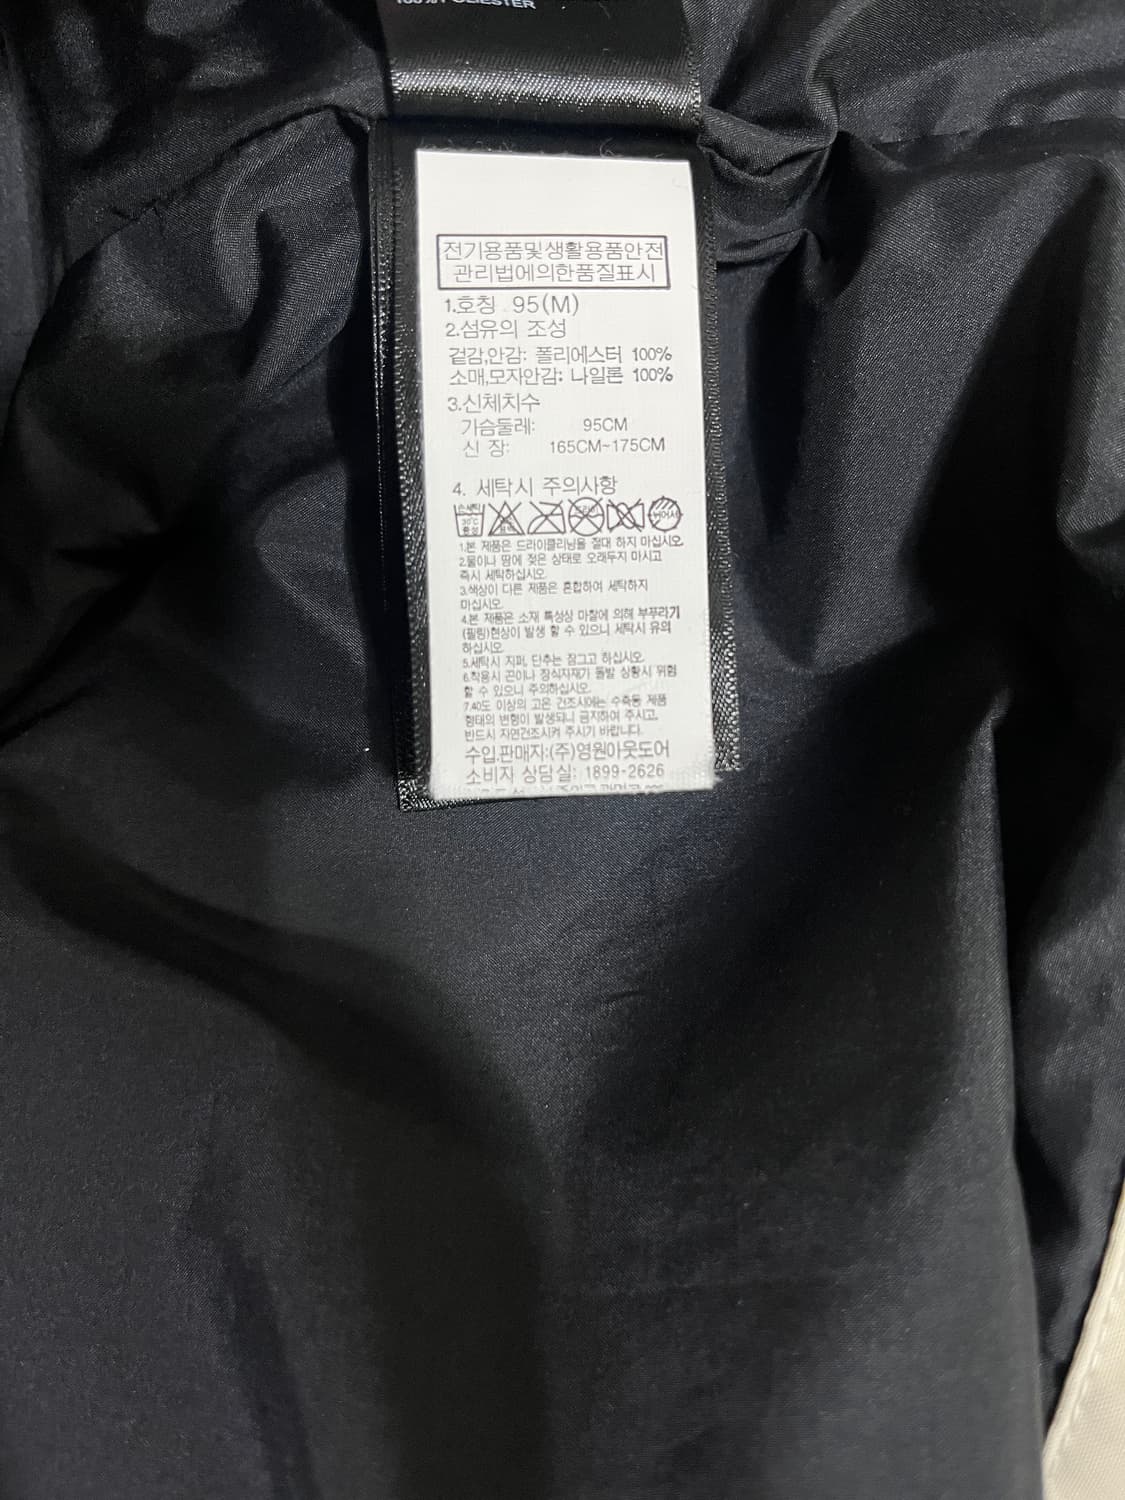 100% POLYESTER
전기용품및생활용품안전
관리법에의한품질표시
1.호칭 95(M)
2.섬유의 조성
겉감,안감: 폴리에스터 100%
소매,모자안감: 나일론 100%
3.신체치수
가슴둘레: 95CM
신 장: 165CM~175CM
4. 세탁시 주의사항
손세탁
30℃
중성
1.본 제품은 드라이클리닝을 절대 하지 마십시오.
2.물이나 땀에 젖은 상태로 오래두지 마시고
즉시 세탁하십시오.
3.색상이 다른 제품은 혼합하여 세탁하지
마십시오.
4.본 제품은 소재 특성상 마찰에 의해 부푸라기
(필링)현상이 발생 할 수 있으니 세탁시 유의
하십시오.
5.세탁시 지퍼, 단추는 잠그고 하십시오.
6.착용시 끈이나 장식자재가 돌발 상황시 위험
할 수 있으니 주의하십시오.
7.40도 이상의 고온 건조시에는 수축등 제품
형태의 변형이 발생되니 금지하여 주시고,
반드시 자연건조시켜 주시기 바랍니다.
수입.판매자:(주)영원아웃도어
소비자 상담실: 1899-2626